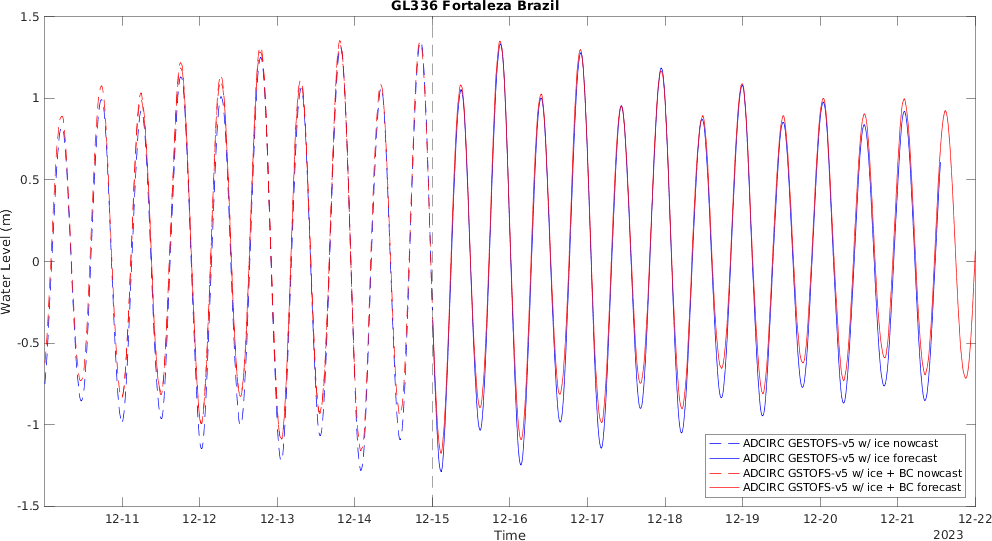 GL336 Fortaleza Brazil
1.5
1
0.5
0
-0.5
-1
-1.5
Water Level (m)
ADCIRC GESTOFS-v5 w/ ice nowcast
ADCIRC GESTOFS-v5 w/ ice forecast
ADCIRC GSTOFS-v5 w/ ice + BC nowcast
ADCIRC GSTOFS-v5 w/ ice + BC forecast
12-11 12-12 12-13 12-14 12-15 12-16 12-17 12-18 12-19 12-20 12-21 12-22
Time
2023